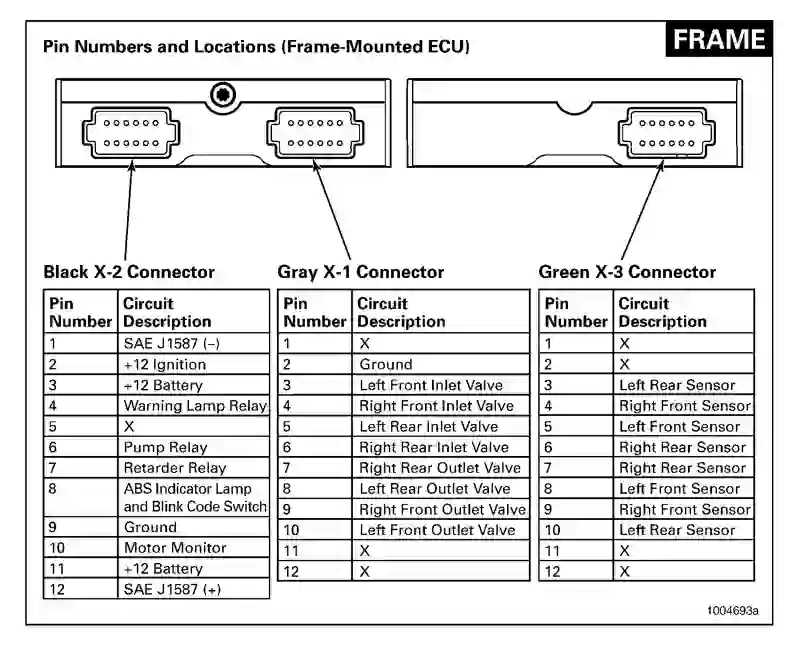 Pin Numbers and Locations (Frame-Mounted ECU)
FRAME
Black X-2 Connector
Pin Number Circuit Description
1 SAE J1587 (–)
2 +12 Ignition
3 +12 Battery
4 Warning Lamp Relay
5 X
6 Pump Relay
7 Retarder Relay
8 ABS Indicator Lamp
and Blink Code Switch
9 Ground
10 Motor Monitor
11 +12 Battery
12 SAE J1587 (+)
Gray X-1 Connector
Pin Number Circuit Description
1 X
2 Ground
3 Left Front Inlet Valve
4 Right Front Inlet Valve
5 Left Rear Inlet Valve
6 Right Rear Inlet Valve
7 Right Rear Outlet Valve
8 Left Rear Outlet Valve
9 Right Front Outlet Valve
10 Left Front Outlet Valve
11 X
12 X
Green X-3 Connector
Pin Number Circuit Description
1 X
2 X
3 Left Rear Sensor
4 Right Front Sensor
5 Left Front Sensor
6 Right Rear Sensor
7 Right Rear Sensor
8 Left Front Sensor
9 Right Front Sensor
10 Left Rear Sensor
11 X
12 X
1004693a